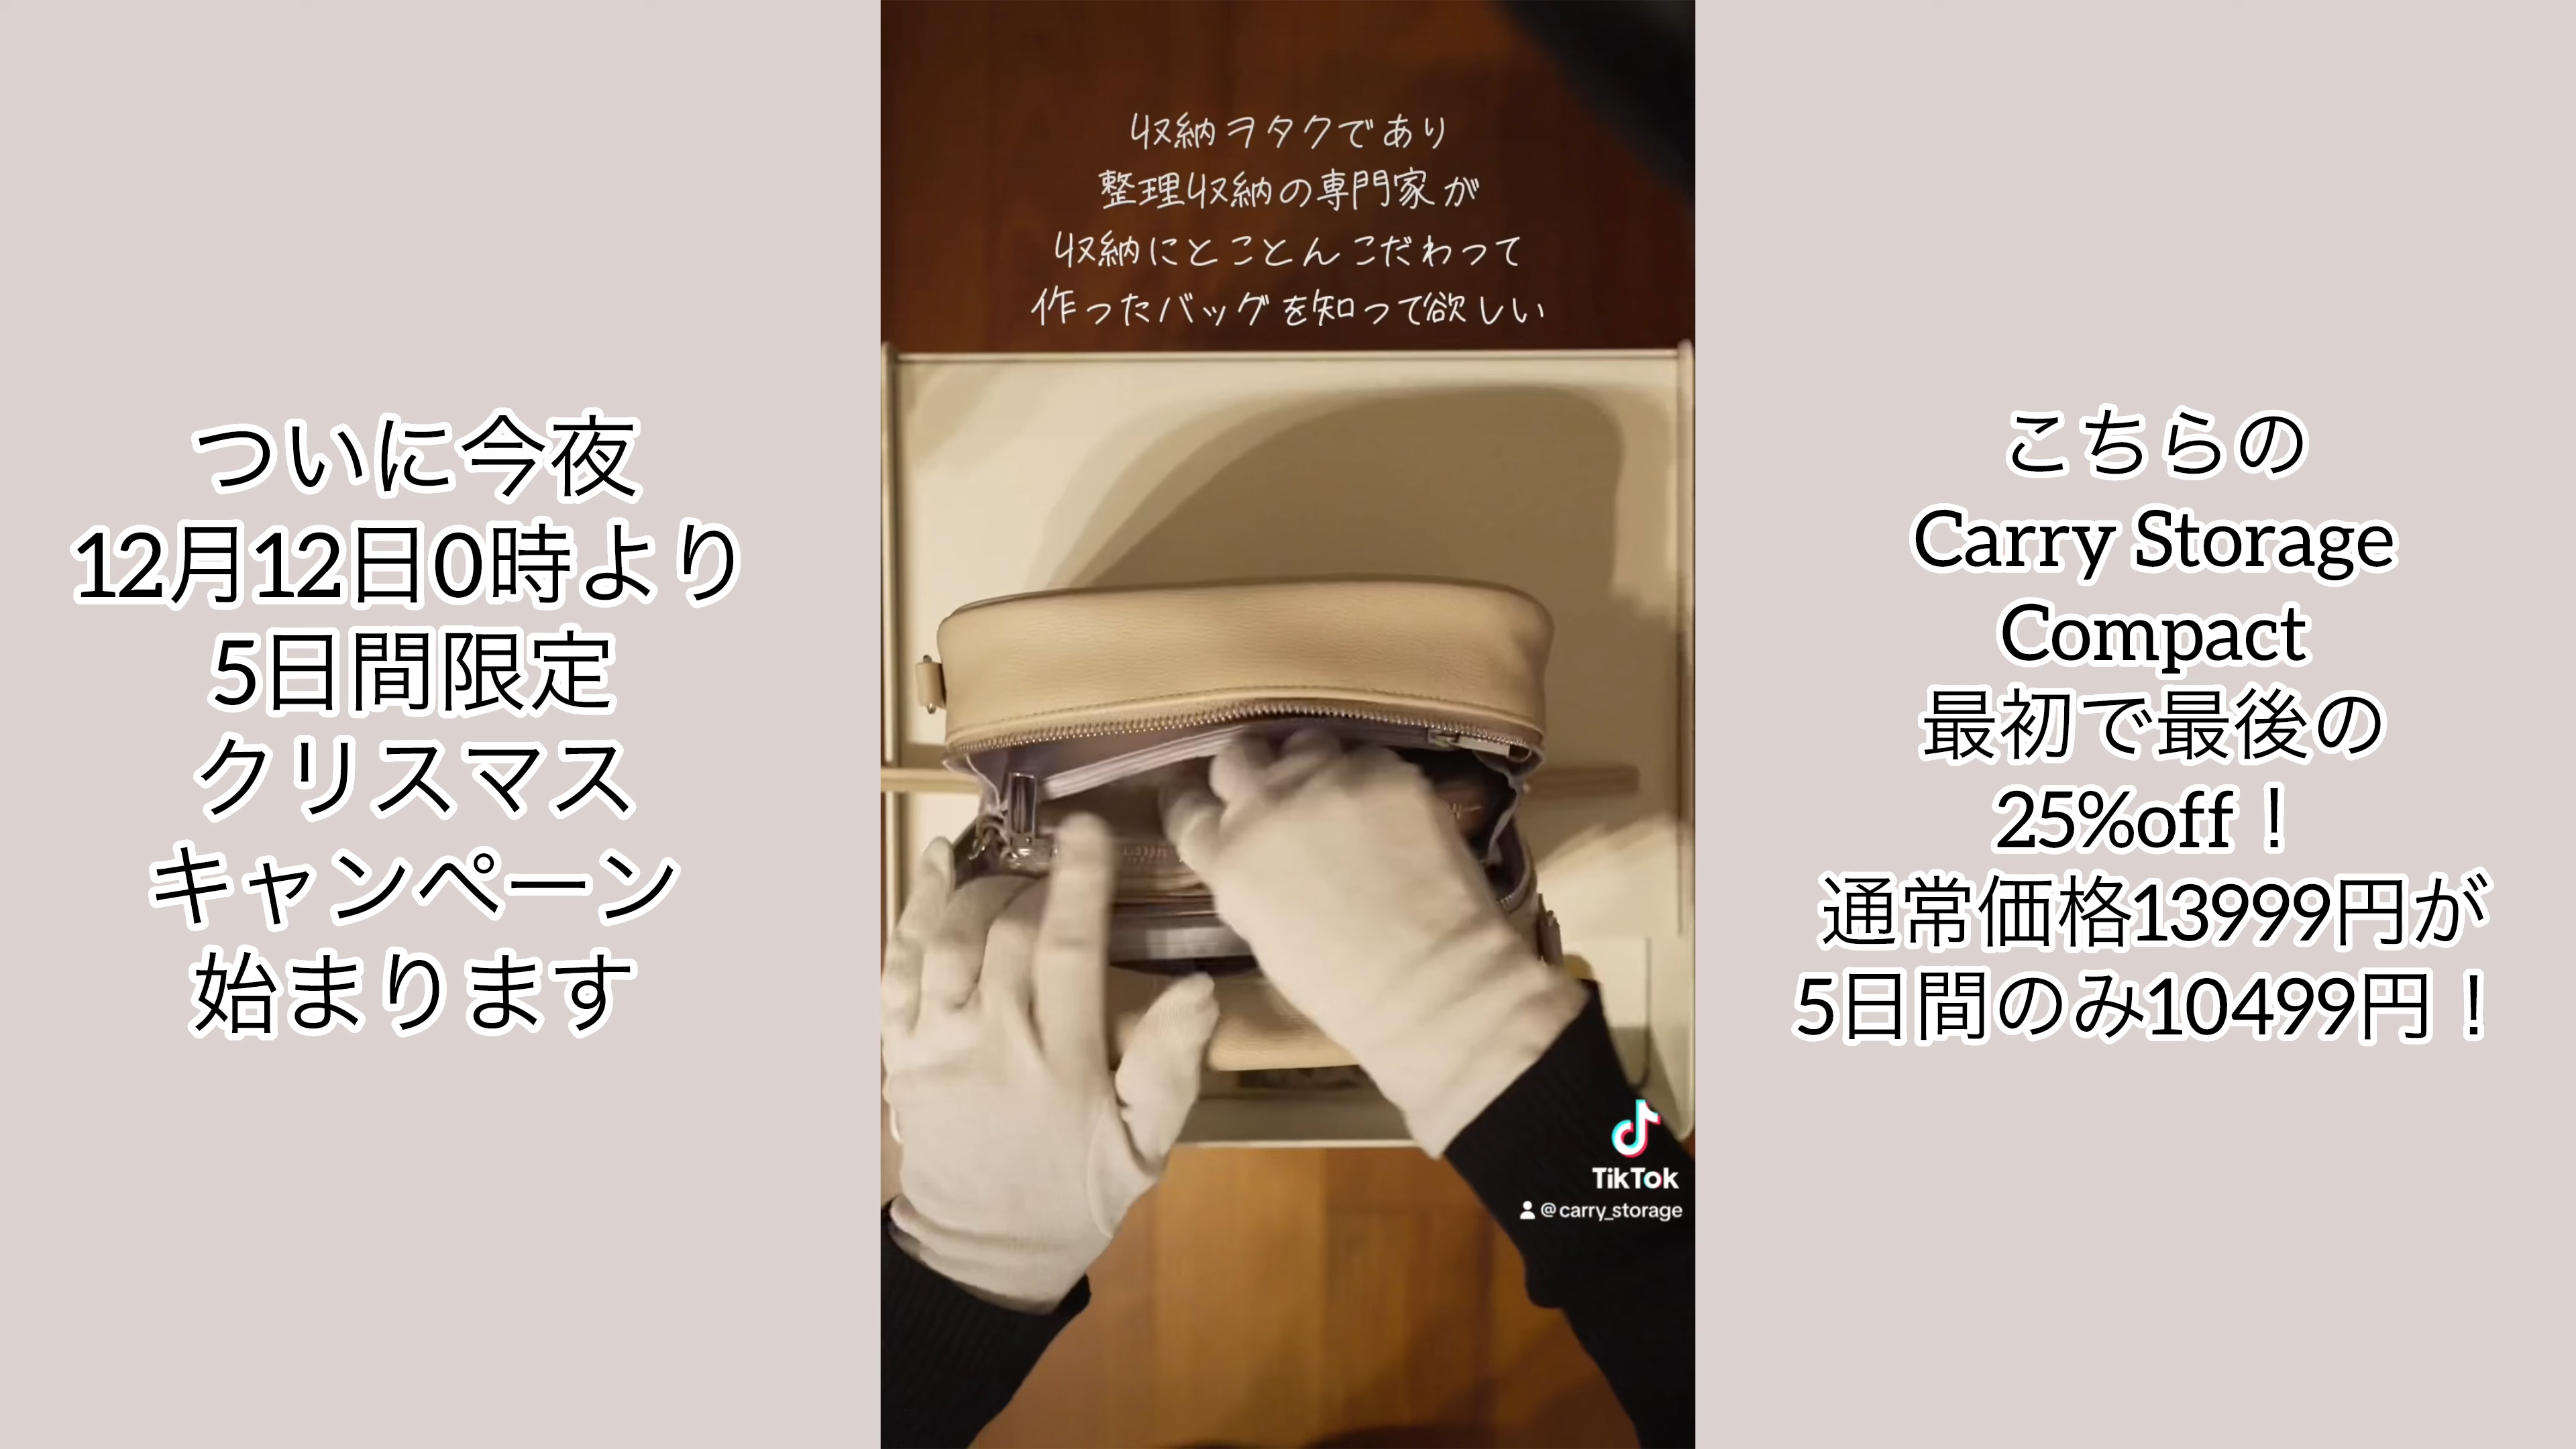 ついに今夜
12月12日0時より
5日間限定
クリスマス
キャンペーン
始まります
収納ヲタクであり
整理収納の専門家が
収納にとことんこだわって
作ったバッグを知って欲しい
TikTok
@carry_storage
こちらの
Carry Storage
Compact
最初で最後の
25%off！
通常価格13999円が
5日間のみ10499円！